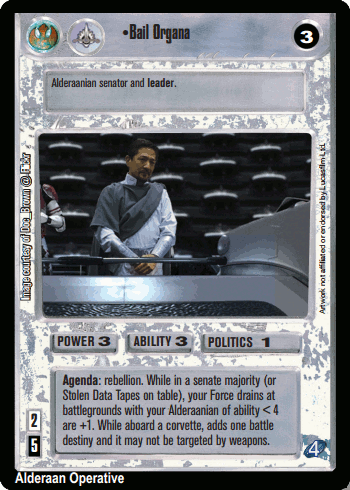 •Bail Organa
3
Alderaanian senator and leader.
Image courtesy of Doc_Brown @ Flickr
Artwork not affiliated or endorsed by Lucasfilm Ltd.
POWER 3
ABILITY 3
POLITICS 1
Agenda: rebellion. While in a senate majority (or
Stolen Data Tapes on table), your Force drains at
battlegrounds with your Alderaanian of ability < 4
are +1. While aboard a corvette, adds one battle
destiny and it may not be targeted by weapons.
2
5
4
Alderaan Operative